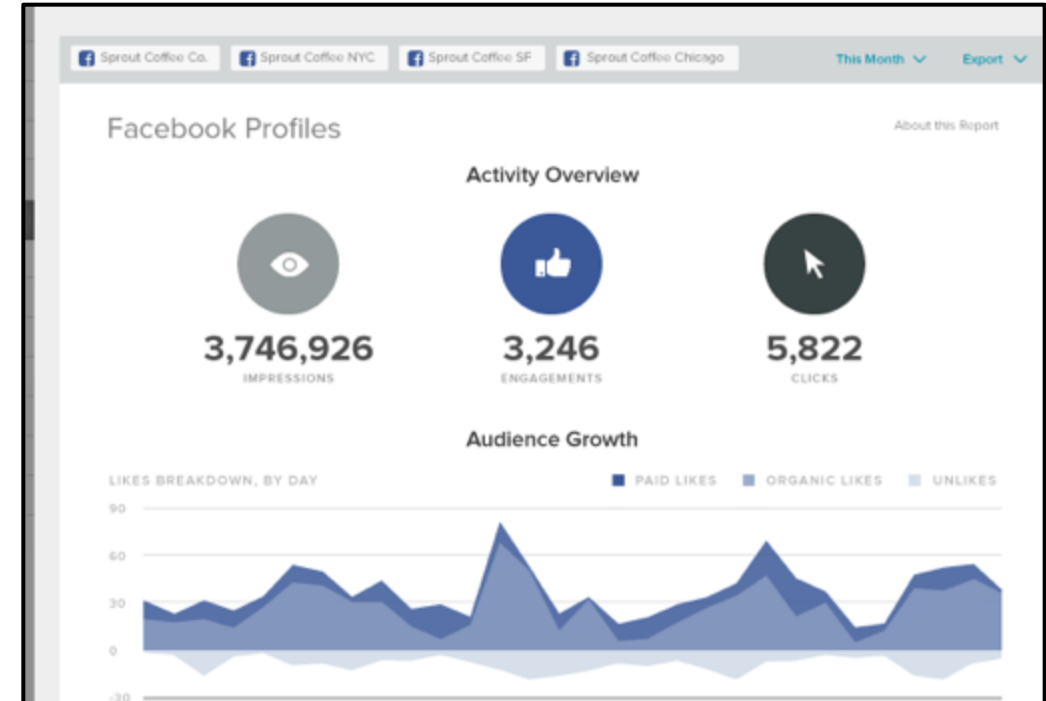 Sprout Coffee Co. Sprout Coffee NYC Sprout Coffee SF Sprout Coffee Chicago This Month Export
Facebook Profiles
About this Report
Activity Overview
3,746,926 3,246 5,822
IMPRESSIONS ENGAGEMENTS CLICKS
Audience Growth
LIKES BREAKDOWN, BY DAY PAID LIKES ORGANIC LIKES UNLIKES
90
60
30
0
-30